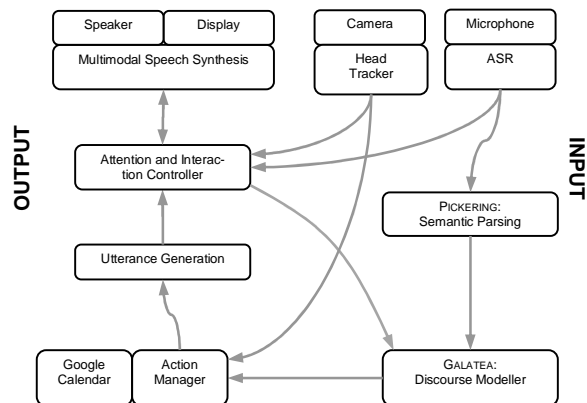 Speaker
Display
Camera
Microphone
Multimodal Speech Synthesis
Head
Tracker
ASR
OUTPUT
INPUT
Attention and Interac-
tion Controller
PICKERING:
Semantic Parsing
Utterance Generation
Google
Calendar
Action
Manager
GALATEA:
Discourse Modeller